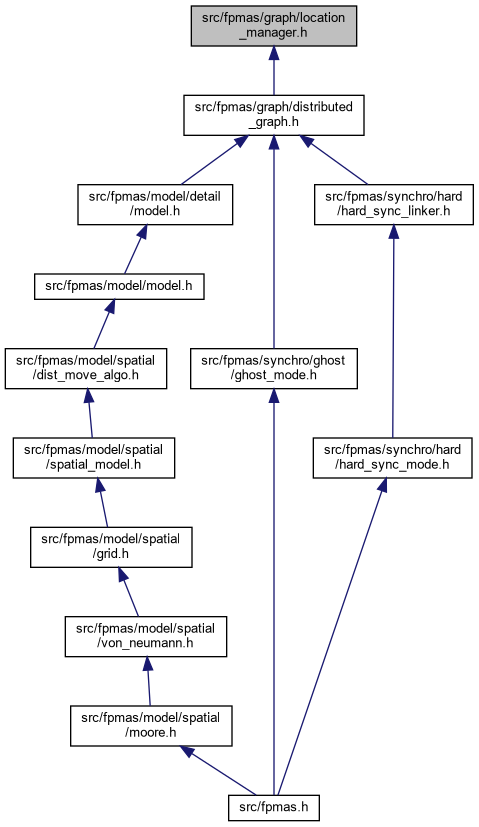 src/fpmas/graph/location
_manager.h
src/fpmas/graph/distributed
_graph.h
src/fpmas/model/detail
/model.h
src/fpmas/synchro/hard
/hard_sync_linker.h
src/fpmas/model/model.h
src/fpmas/model/spatial
/dist_move_algo.h
src/fpmas/synchro/ghost
/ghost_mode.h
src/fpmas/model/spatial
/spatial_model.h
src/fpmas/synchro/hard
/hard_sync_mode.h
src/fpmas/model/spatial
/grid.h
src/fpmas/model/spatial
/von_neumann.h
src/fpmas/model/spatial
/moore.h
src/fpmas.h